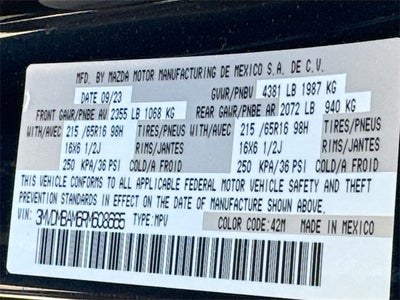 MFD. BY MAZDA MOTOR MANUFACTURING DE MEXICO S.A. DE C.V.
DATE 09/23 GVWR/PNBV 4381 LB 1987 KG
FRONT GAWR/PNBE AV 2355 LB 1068 KG REAR GAWR/PNBE AR 2072 LB 940 KG
WITH/AVEC 215 /65R16 98H TIRES/PNEUS WITH/AVEC 215 /65R16 98H TIRES/PNEUS
16X6 1/2J RIMS/JANTES 16X6 1/2J RIMS/JANTES
250 KPA/36 PSI COLD/A FROID 250 KPA/36 PSI COLD/A FROID
THIS VEHICLE CONFORMS TO ALL APPLICABLE FEDERAL MOTOR VEHICLE SAFETY AND THEFT
PREVENTION STANDARDS IN EFFECT ON THE DATE OF MANUFACTURE SHOWN ABOVE.
VIN: TYPE: MPV COLOR CODE: 42M MADE IN MEXICO